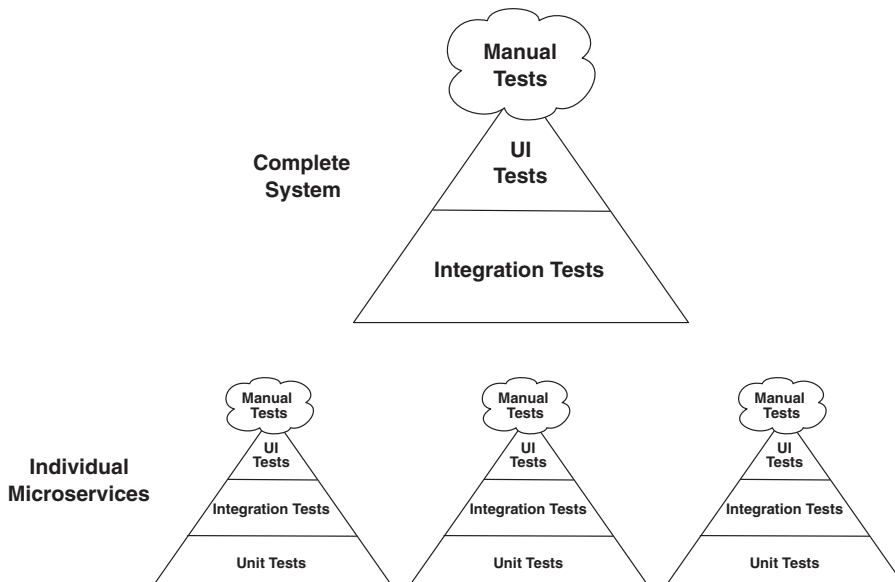 Manual
Tests
UI
Tests
Complete
System
Integration Tests
Manual
Tests
Manual
Tests
Manual
Tests
UI
Tests
UI
Tests
UI
Tests
Individual
Microservices
Integration Tests
Integration Tests
Integration Tests
Unit Tests
Unit Tests
Unit Tests